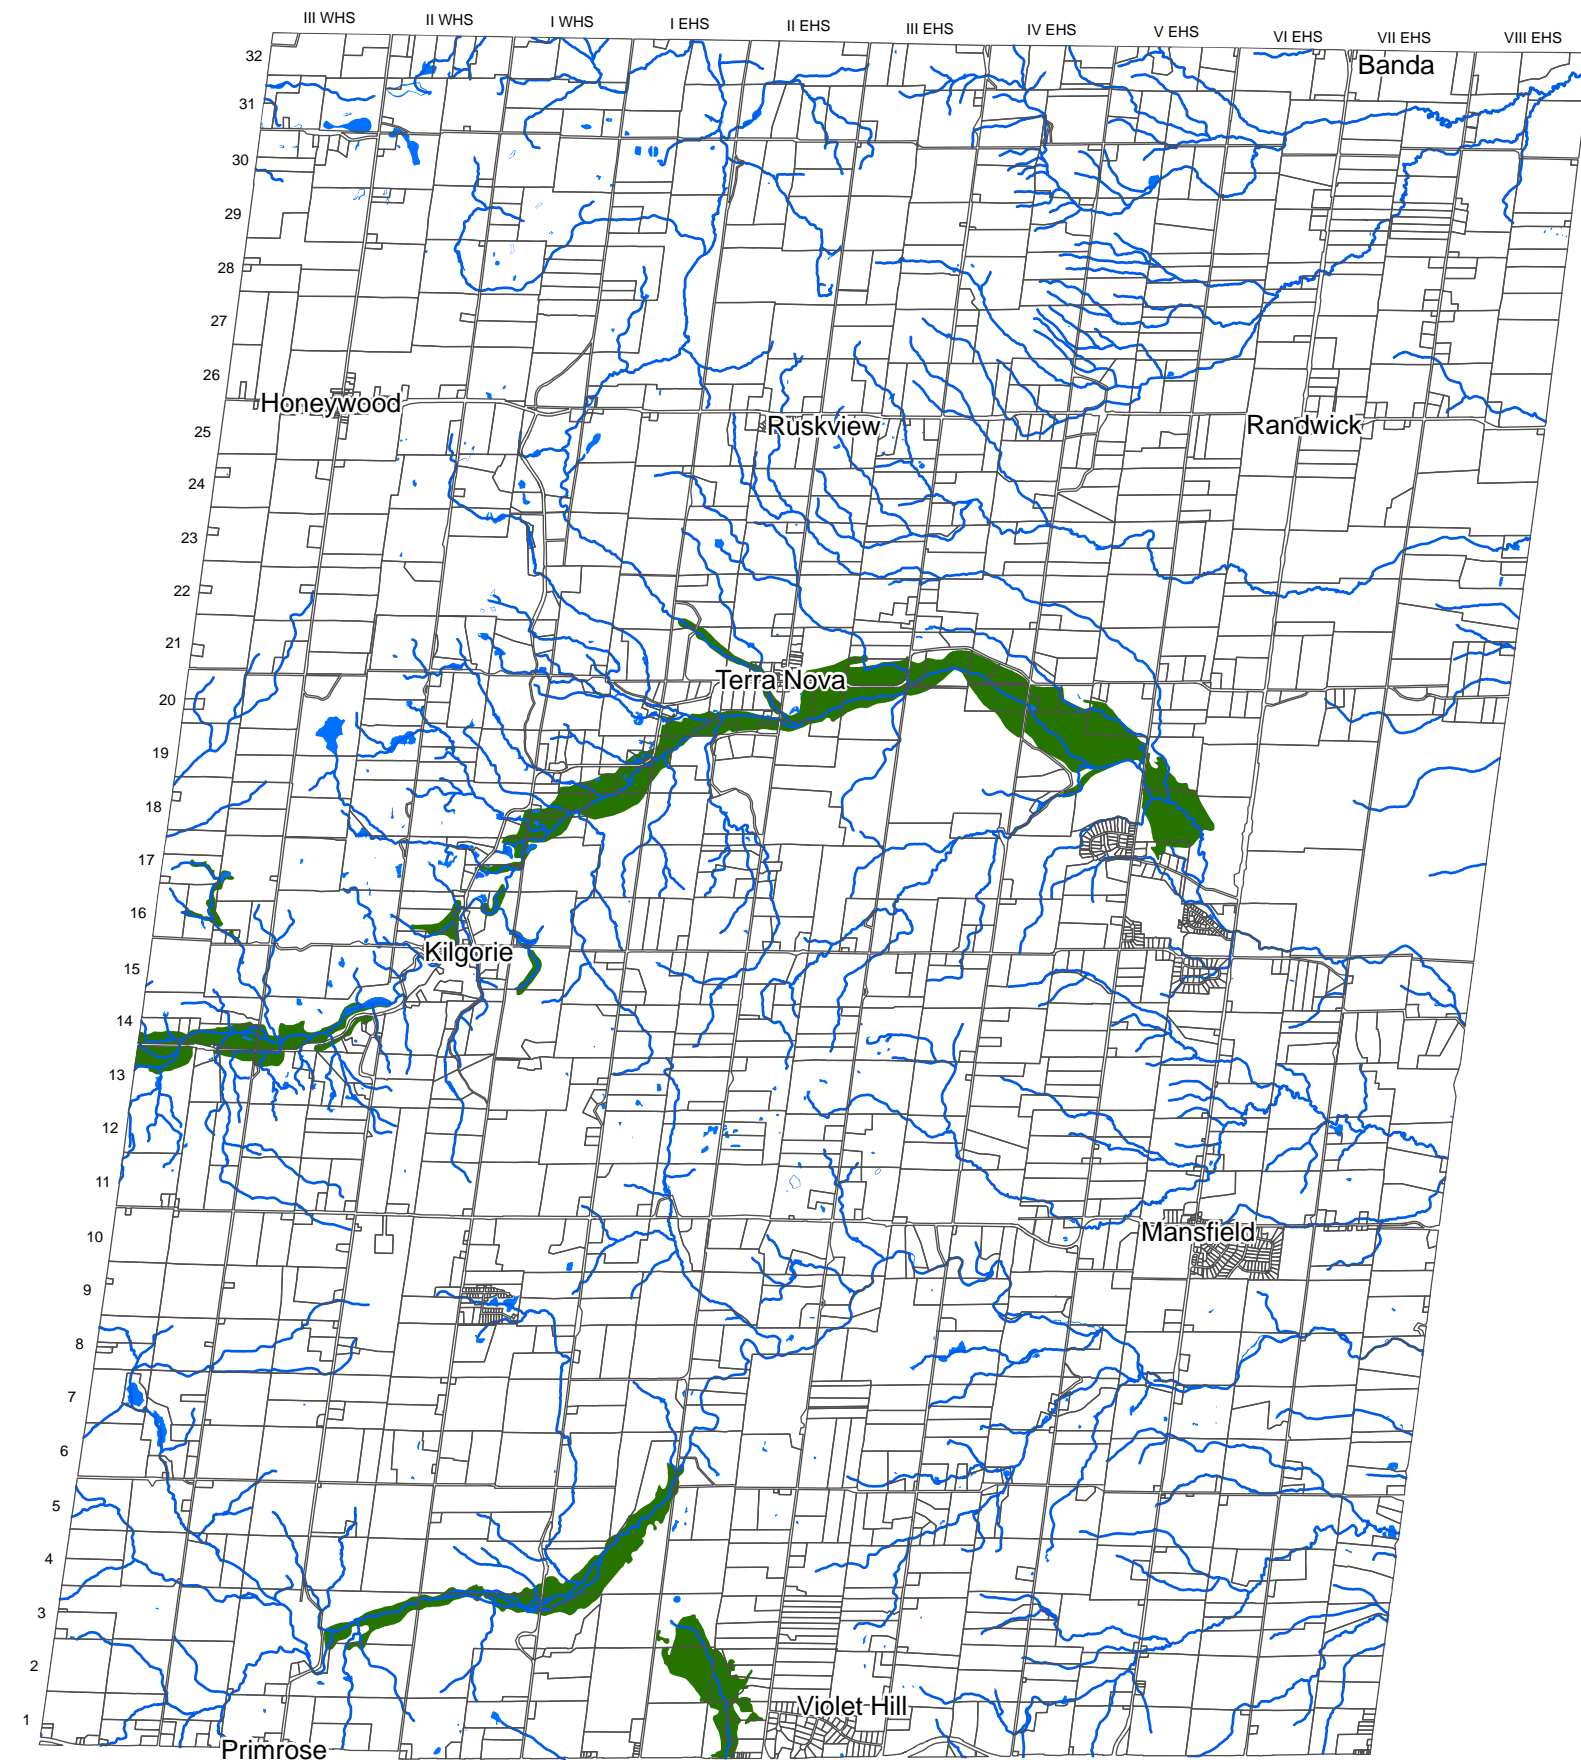 III WHS
II WHS
I WHS
I EHS
II EHS
III EHS
IV EHS
V EHS
VI EHS
VII EHS
VIII EHS
32
Banda
31
30
29
28
27
26
Honeywood
Ruskview
Randwick
25
24
23
22
21
Terra Nova
20
19
18
17
16
Kilgorie
15
14
13
12
11
Mansfield
10
9
8
7
6
5
4
3
2
Violet Hill
1
Primrose